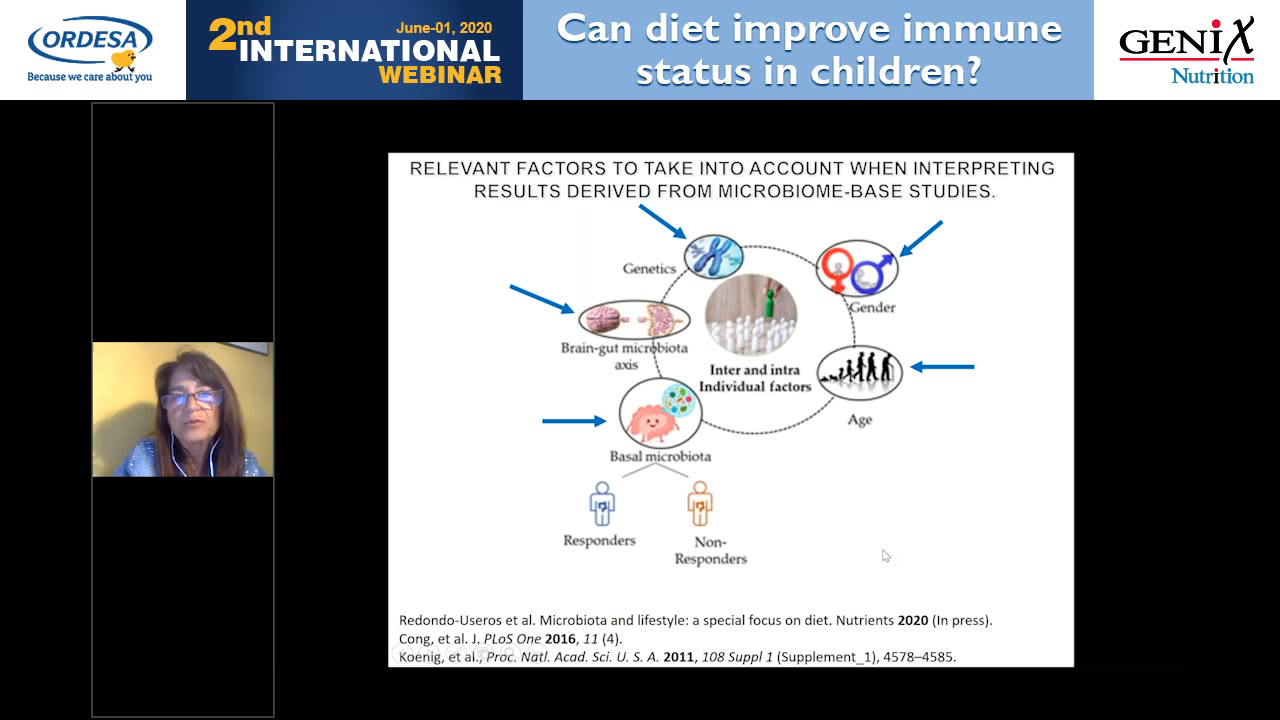 ORDESA
Because we care about you
2nd
June-01, 2020
INTERNATIONAL
WEBINAR
Can diet improve immune
status in children?
GENiX
Nutrition
RELEVANT FACTORS TO TAKE INTO ACCOUNT WHEN INTERPRETING
RESULTS DERIVED FROM MICROBIOME-BASE STUDIES.
Genetics
Gender
Brain-gut microbiota
axis
Inter and intra
Individual factors
Age
Basal microbiota
Responders
Non-
Responders
Redondo-Useros et al. Microbiota and lifestyle: a special focus on diet. Nutrients 2020 (In press).
Cong, et al. J. PLoS One 2016, 11 (4).
Koenig, et al., Proc. Natl. Acad. Sci. U. S. A. 2011, 108 Suppl 1 (Supplement_1), 4578–4585.